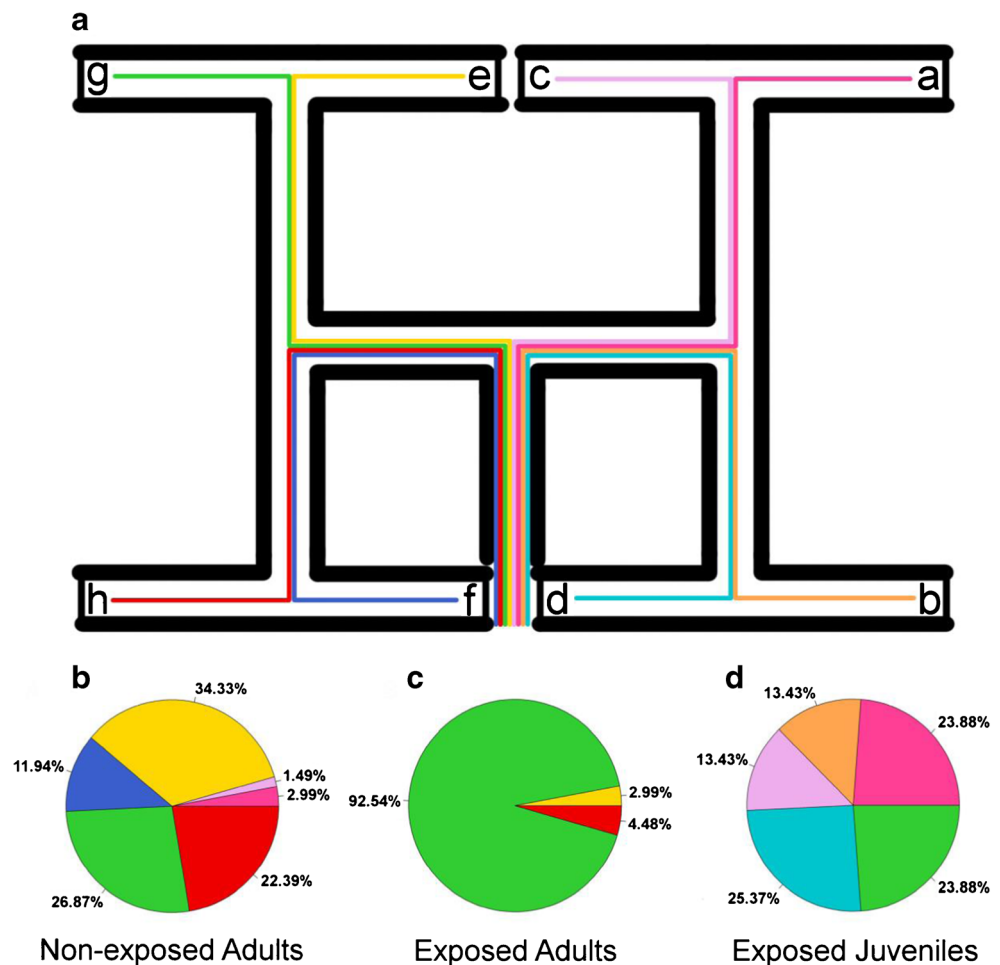 a
g e c a
h f d b
b c d
34.33%
11.94%
1.49%
2.99%
26.87%
22.39%
92.54%
2.99%
4.48%
13.43%
23.88%
13.43%
25.37%
23.88%
Non-exposed Adults Exposed Adults Exposed Juveniles